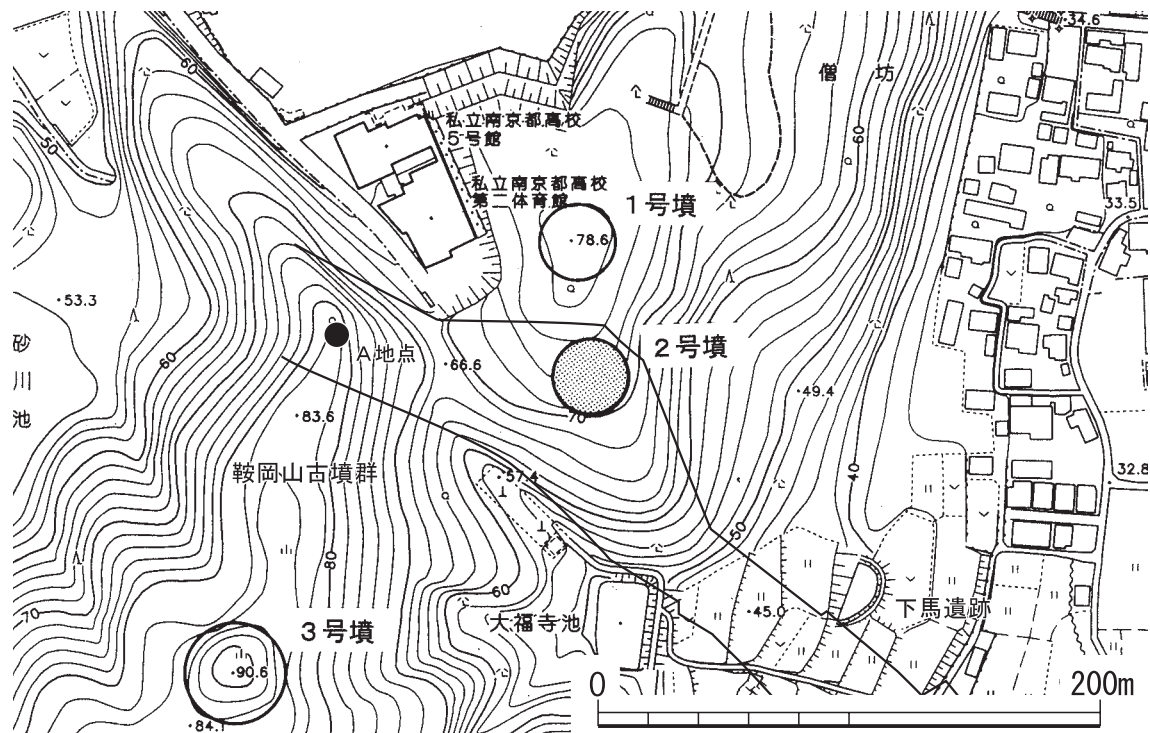 34.6
僧坊
60
50
60
私立南京都高校
5号館
私立南京都高校
第二体育館
1号墳
33.5
78.6
53.3
砂川池
A地点
60
66.6
2号墳
70
49.4
83.6
鞍岡山古墳群
57.4
40
32.8
50
80
60
70
3号墳
大福寺池
45.0
下馬遺跡
90.6
84.1
0
200m